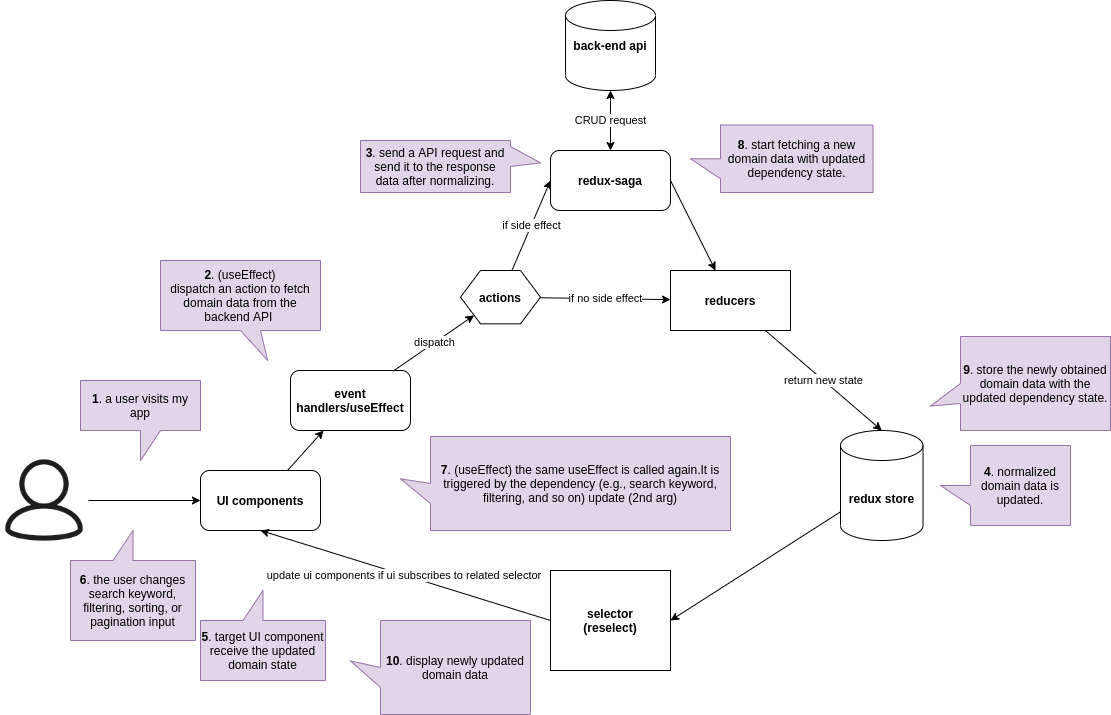 back-end api
CRUD request
3. send a API request and
send it to the response
data after normalizing.
redux-saga
8. start fetching a new
domain data with updated
dependency state.
if side effect
2. (useEffect)
dispatch an action to fetch
domain data from the
backend API
actions
if no side effect
reducers
dispatch
return new state
event
handlers/useEffect
9. store the newly obtained
domain data with the
updated dependency state.
1. a user visits my
app
7. (useEffect) the same useEffect is called again.It is
triggered by the dependency (e.g., search keyword,
filtering, and so on) update (2nd arg)
UI components
redux store
4. normalized
domain data is
updated.
6. the user changes
search keyword,
filtering, sorting, or
pagination input
update ui components if ui subscribes to related selector
selector
(reselect)
5. target UI component
receive the updated
domain state
10. display newly updated
domain data